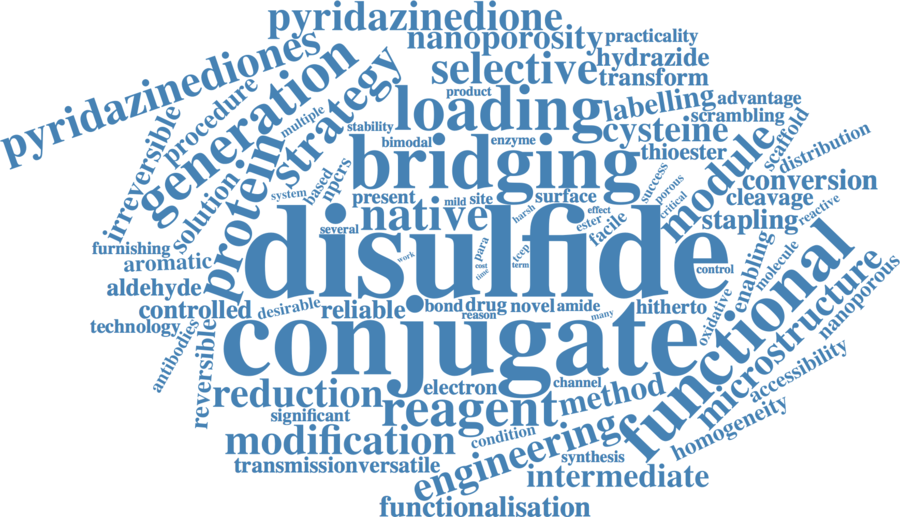 pyridazinedione
nanoporosity
practicality
pyridazinediones
hydrazide
selective
transform
generation
strategy
procedure
product
loading
labelling
advantage
irreversible
multiple
stability
scrambling
bimodal
enzyme
cysteine
scaffold
protein
bridging
thioester
module
distribution
solution
system
based
npcrs
present
mild
site
surface
success
porous
critical
conversion
cleavage
native
several
harsh
effect
ester
facile
stapling
reactive
furnishing
aromatic
disulfide
work
para
cost
time
tcep
term
control
enabling
molecule
aldehyde
controlled
desirable
reliable
bond
drug
novel
amide
hitherto
oxidative
functional
microstructure
nanoporous
technology
antibodies
reversible
reason
many
conjugate
reduction
electron
channel
accessibility
significant
reagent
method
homogeneity
modification
condition
engineering
synthesis
transmission
versatile
intermediate
functionalisation